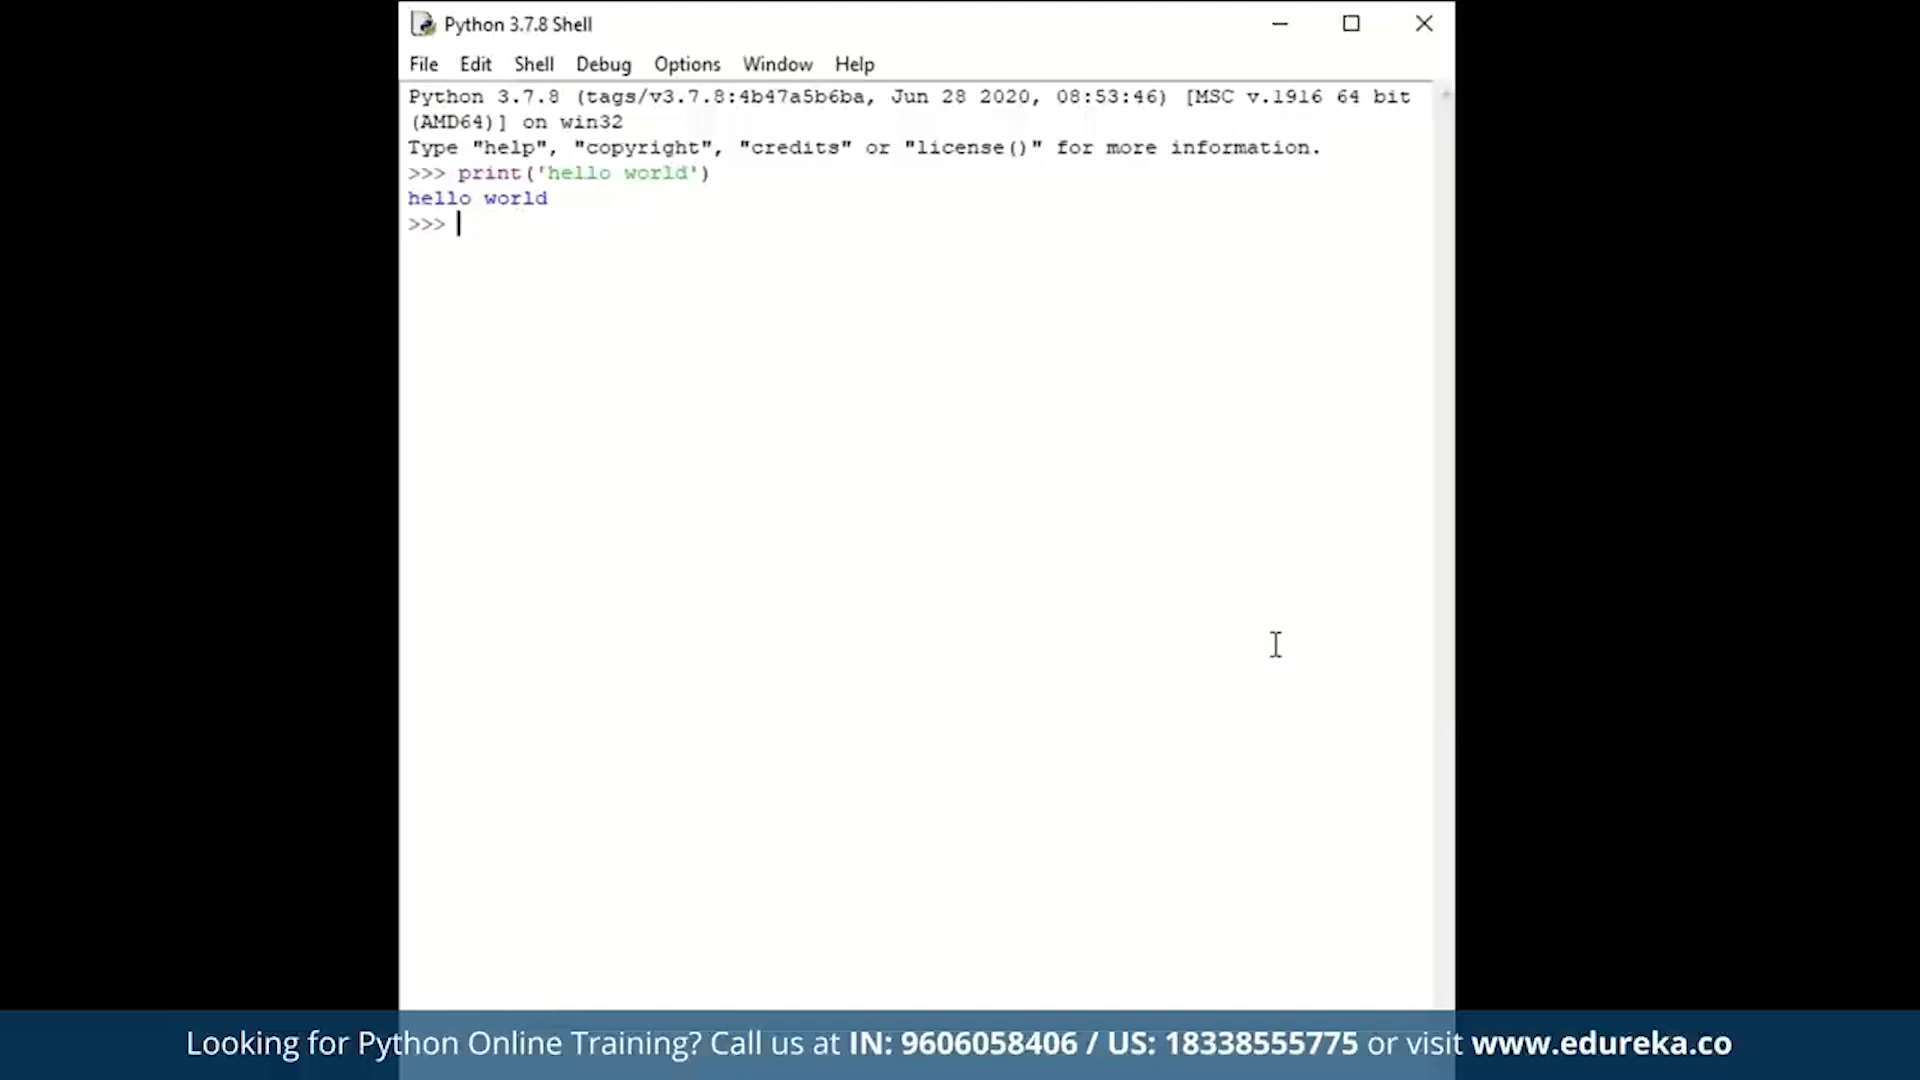 Python 3.7.8 Shell
File Edit Shell Debug Options Window Help
Python 3.7.8 (tags/v3.7.8:4b47a5b6ba, Jun 28 2020, 08:53:46) [MSC v.1916 64 bit
(AMD64)] on win32
Type "help", "copyright", "credits" or "license()" for more information.
>>> print('hello world')
hello world
>>>
Looking for Python Online Training? Call us at IN: 9606058406 / US: 18338555775 or visit www.edureka.co